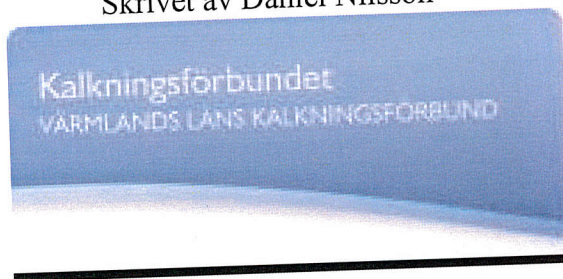 Skrivet av Daniel Nilsson
Kalkningsförbundet
VÄRMLANDS LÄNS KALKNINGSFÖRBUND